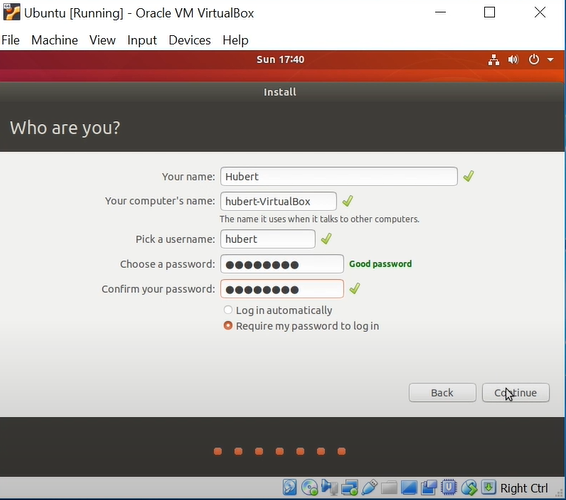 Ubuntu [Running] - Oracle VM VirtualBox
File Machine View Input Devices Help
Sun 17:40
Install
Who are you?
Your name: Hubert
Your computer's name: hubert-VirtualBox
The name it uses when it talks to other computers.
Pick a username: hubert
Choose a password: ●●●●●●●● Good password
Confirm your password: ●●●●●●●●
Log in automatically
Require my password to log in
Back Continue
Right Ctrl